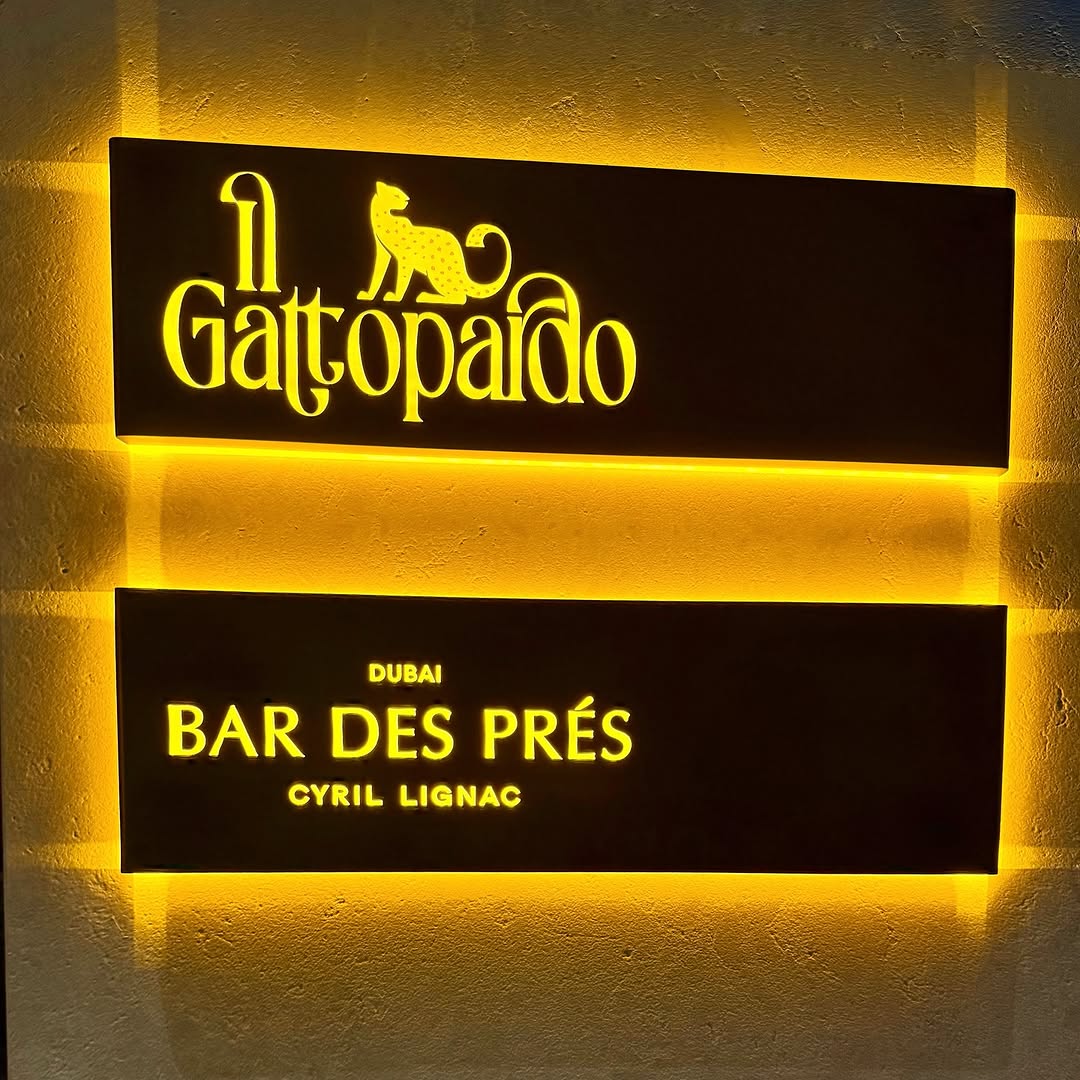 il
Gattopardo
DUBAI
BAR DES PRÉS
CYRIL LIGNAC